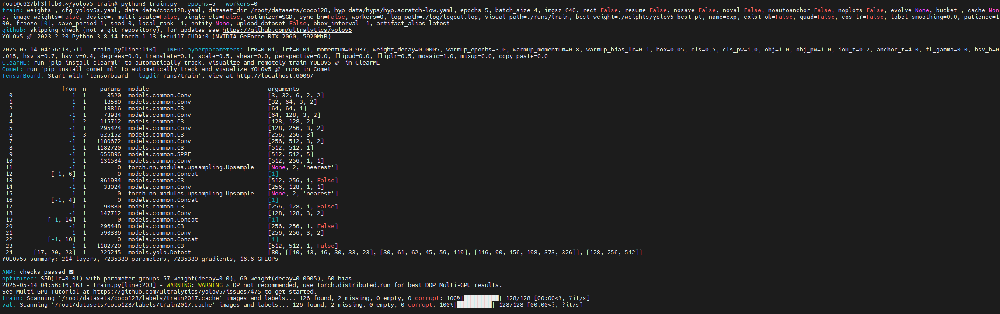 root@c627bf3ffcb0:~/yolov5_train# python3 train.py --epochs=5 --workers=0
train: weights=, cfg=yolov5s.yaml, data=data/coco128.yaml, dataset_dir=/root/datasets/coco128, hyp=data/hyps/hyp.scratch-low.yaml, epochs=5, batch_size=4, imgsz=640, rect=False, resume=False, nosave=False, noval=False, noautoanchor=False, noplots=False, evolve=None, bucket=, cache=Non
e, image_weights=False, device=, multi_scale=False, single_cls=False, optimizer=SGD, sync_bn=False, workers=0, log_path=./log/logout.log, visual_path=./runs/train, best_weight=./weights/yolov5_best.pt, name=exp, exist_ok=False, quad=False, cos_lr=False, label_smoothing=0.0, patience=1
00, freeze=[0], save_period=1, seed=0, local_rank=-1, entity=None, upload_dataset=False, bbox_interval=-1, artifact_alias=latest
github: skipping check (not a git repository), for updates see https://github.com/ultralytics/yolov5
YOLOv5 🚀 2023-2-20 Python-3.8.14 torch-1.13.1+cu117 CUDA:0 (NVIDIA GeForce RTX 2060, 5920MiB)
2025-05-14 04:56:13,511 - train.py[line:110] - INFO: hyperparameters: lr0=0.01, lrf=0.01, momentum=0.937, weight_decay=0.0005, warmup_epochs=3.0, warmup_momentum=0.8, warmup_bias_lr=0.1, box=0.05, cls=0.5, cls_pw=1.0, obj=1.0, obj_pw=1.0, iou_t=0.2, anchor_t=4.0, fl_gamma=0.0, hsv_h=0
.015, hsv_s=0.7, hsv_v=0.4, degrees=0.0, translate=0.1, scale=0.5, shear=0.0, perspective=0.0, flipud=0.0, fliplr=0.5, mosaic=1.0, mixup=0.0, copy_paste=0.0
ClearML: run 'pip install clearml' to automatically track, visualize and remotely train YOLOv5 🚀 in ClearML
Comet: run 'pip install comet_ml' to automatically track and visualize YOLOv5 🚀 runs in Comet
TensorBoard: Start with 'tensorboard --logdir runs/train', view at http://localhost:6006/
from n params module arguments
0 -1 1 3520 models.common.Conv [3, 32, 6, 2, 2]
1 -1 1 18560 models.common.Conv [32, 64, 3, 2]
2 -1 1 18816 models.common.C3 [64, 64, 1]
3 -1 1 73984 models.common.Conv [64, 128, 3, 2]
4 -1 2 115712 models.common.C3 [128, 128, 2]
5 -1 1 295424 models.common.Conv [128, 256, 3, 2]
6 -1 3 625152 models.common.C3 [256, 256, 3]
7 -1 1 1180672 models.common.Conv [256, 512, 3, 2]
8 -1 1 1182720 models.common.C3 [512, 512, 1]
9 -1 1 656896 models.common.SPPF [512, 512, 5]
10 -1 1 131584 models.common.Conv [512, 256, 1, 1]
11 -1 1 0 torch.nn.modules.upsampling.Upsample [None, 2, 'nearest']
12 [-1, 6] 1 0 models.common.Concat [1]
13 -1 1 361984 models.common.C3 [512, 256, 1, False]
14 -1 1 33024 models.common.Conv [256, 128, 1, 1]
15 -1 1 0 torch.nn.modules.upsampling.Upsample [None, 2, 'nearest']
16 [-1, 4] 1 0 models.common.Concat [1]
17 -1 1 90880 models.common.C3 [256, 128, 1, False]
18 -1 1 147712 models.common.Conv [128, 128, 3, 2]
19 [-1, 14] 1 0 models.common.Concat [1]
20 -1 1 296448 models.common.C3 [256, 256, 1, False]
21 -1 1 590336 models.common.Conv [256, 256, 3, 2]
22 [-1, 10] 1 0 models.common.Concat [1]
23 -1 1 1182720 models.common.C3 [512, 512, 1, False]
24 [17, 20, 23] 1 229245 models.yolo.Detect [80, [[10, 13, 16, 30, 33, 23], [30, 61, 62, 45, 59, 119], [116, 90, 156, 198, 373, 326]], [128, 256, 512]]
YOLOv5s summary: 214 layers, 7235389 parameters, 7235389 gradients, 16.6 GFLOPs
AMP: checks passed ✅
optimizer: SGD(lr=0.01) with parameter groups 57 weight(decay=0.0), 60 weight(decay=0.0005), 60 bias
2025-05-14 04:56:16,163 - train.py[line:203] - WARNING: WARNING ⚠ DP not recommended, use torch.distributed.run for best DDP Multi-GPU results.
See Multi-GPU Tutorial at https://github.com/ultralytics/yolov5/issues/475 to get started.
train: Scanning '/root/datasets/coco128/labels/train2017.cache' images and labels... 126 found, 2 missing, 0 empty, 0 corrupt: 100%|██████████| 128/128 [00:00<?, ?it/s]
val: Scanning '/root/datasets/coco128/labels/train2017.cache' images and labels... 126 found, 2 missing, 0 empty, 0 corrupt: 100%|██████████| 128/128 [00:00<?, ?it/s]